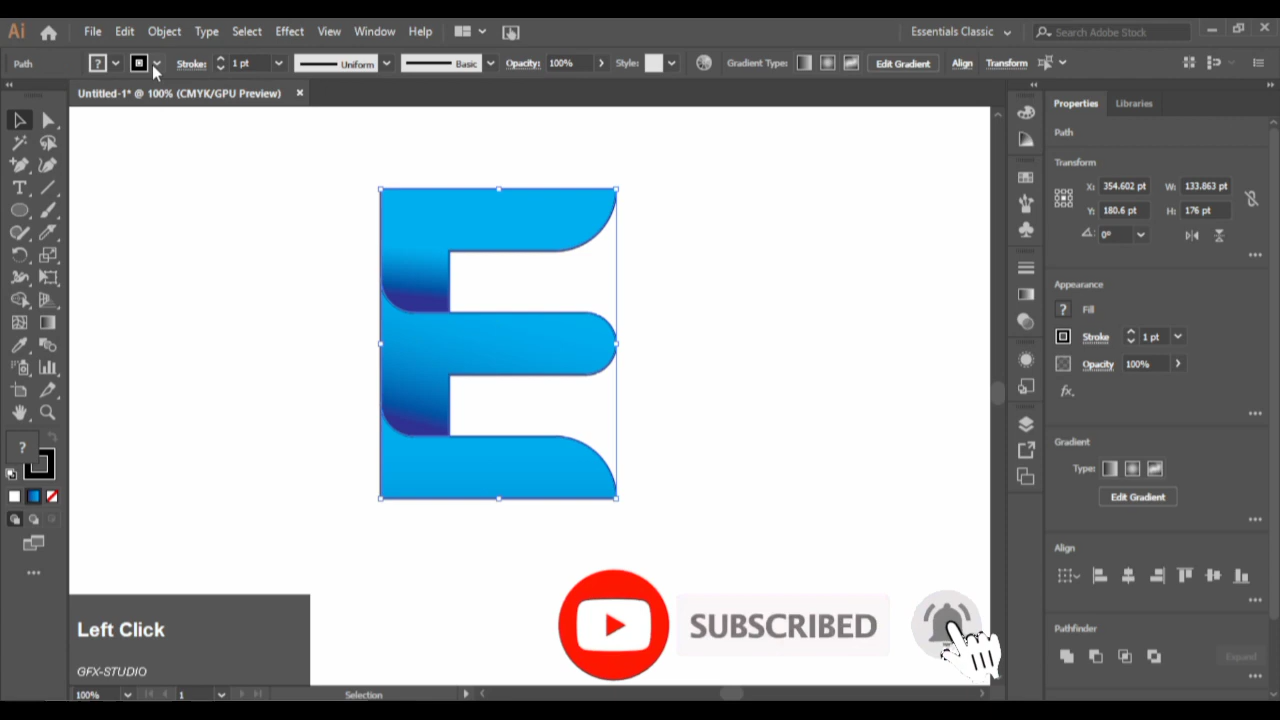 Ai File Edit Object Type Select Effect View Window Help Essentials Classic Search Adobe Stock
Path ? Stroke: 1 pt Uniform Basic Opacity: 100% Style: Gradient Type: Edit Gradient Align Transform
Untitled-1* @ 100% (CMYK/GPU Preview) ×
Properties Libraries
Path
Transform
X: 354.602 pt W: 133.863 pt
Y: 180.6 pt H: 176 pt
0°
Appearance
? Fill
Stroke 1 pt
Opacity 100%
fx.
Gradient
Type:
Edit Gradient
Align
Pathfinder
Expand
T
?
E
Left Click
GFX-STUDIO
SUBSCRIBED
100% 1 Selection